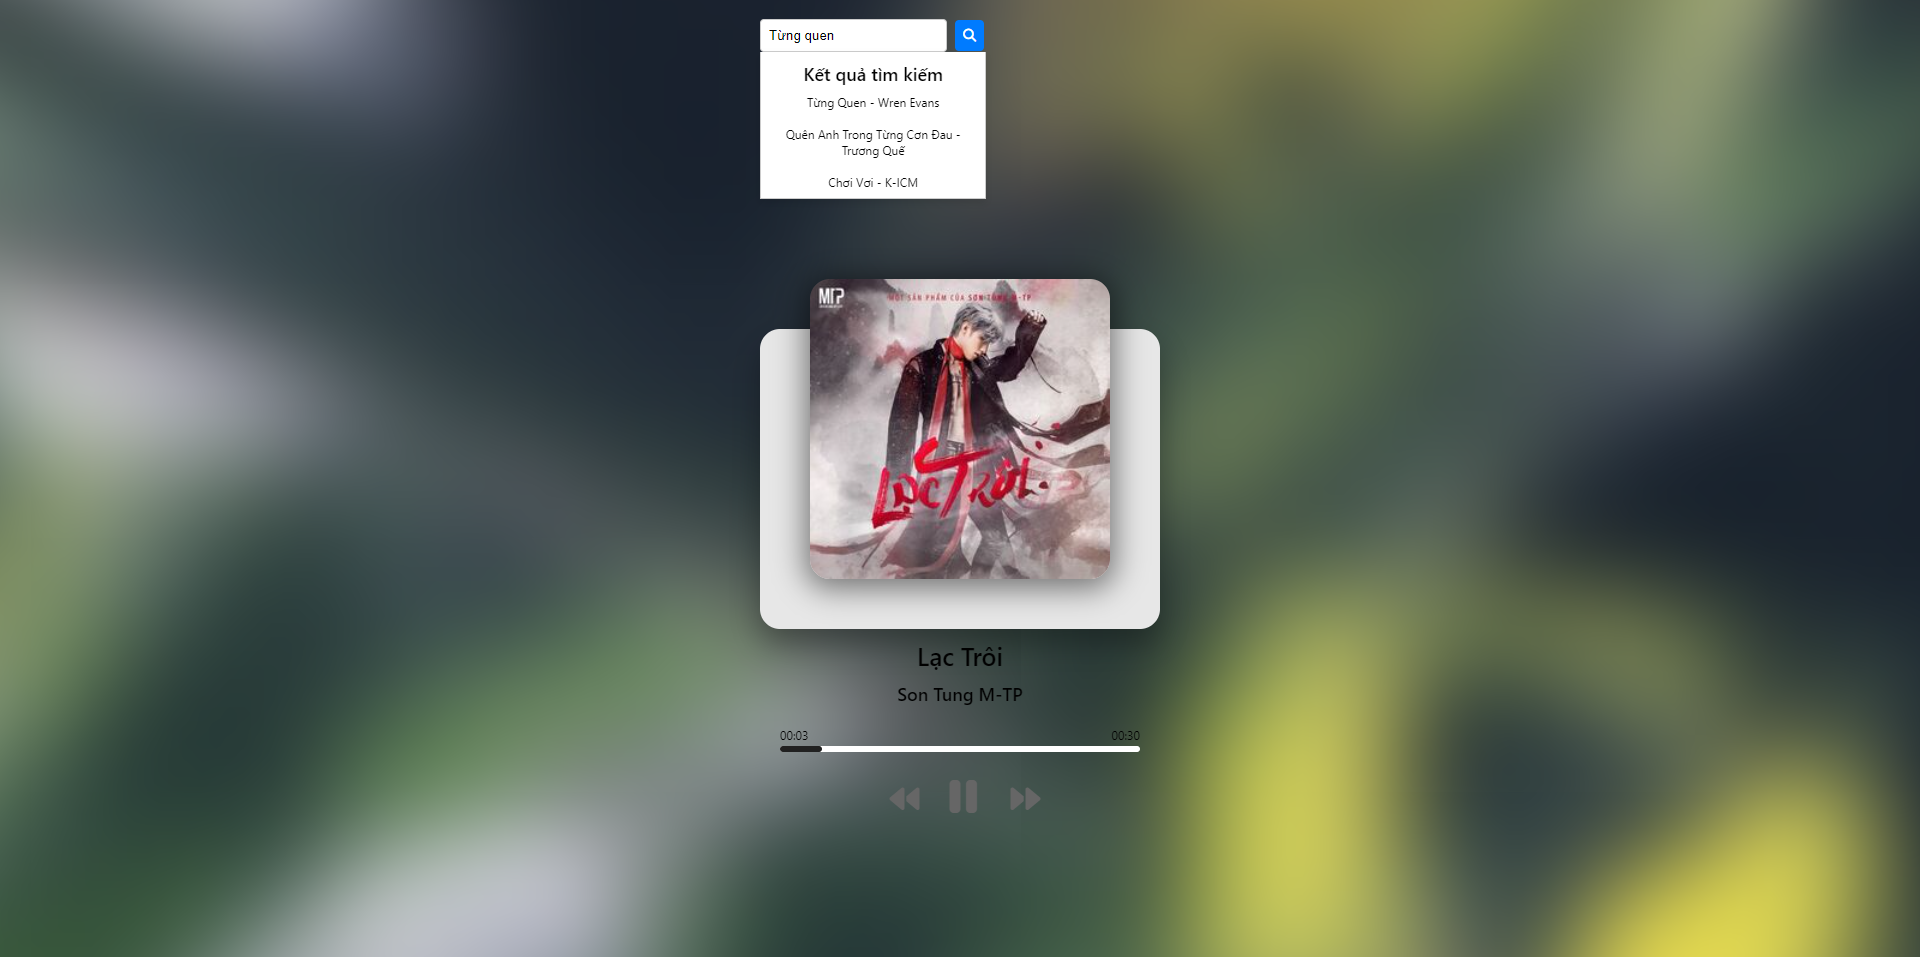 Từng quen
Kết quả tìm kiếm
Từng Quen - Wren Evans
Quên Anh Trong Từng Cơn Đau -
Trương Quế
Chơi Vơi - K-ICM
MTP
MỘT SẢN PHẨM CỦA SƠN TÙNG M-TP
LẠC TRÔI
Lạc Trôi
Son Tung M-TP
00:03
00:30